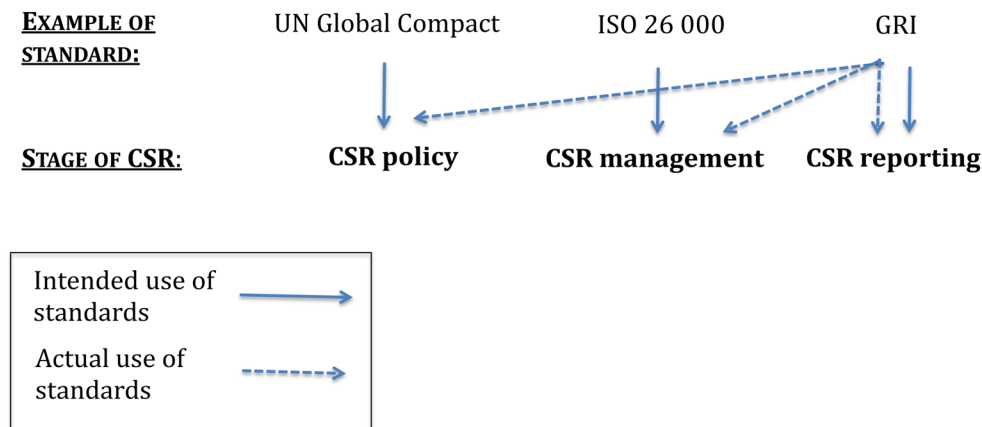 EXAMPLE OF UN Global Compact ISO 26 000 GRI
STANDARD:
STAGE OF CSR: CSR policy CSR management CSR reporting
Intended use of
standards
Actual use of
standards